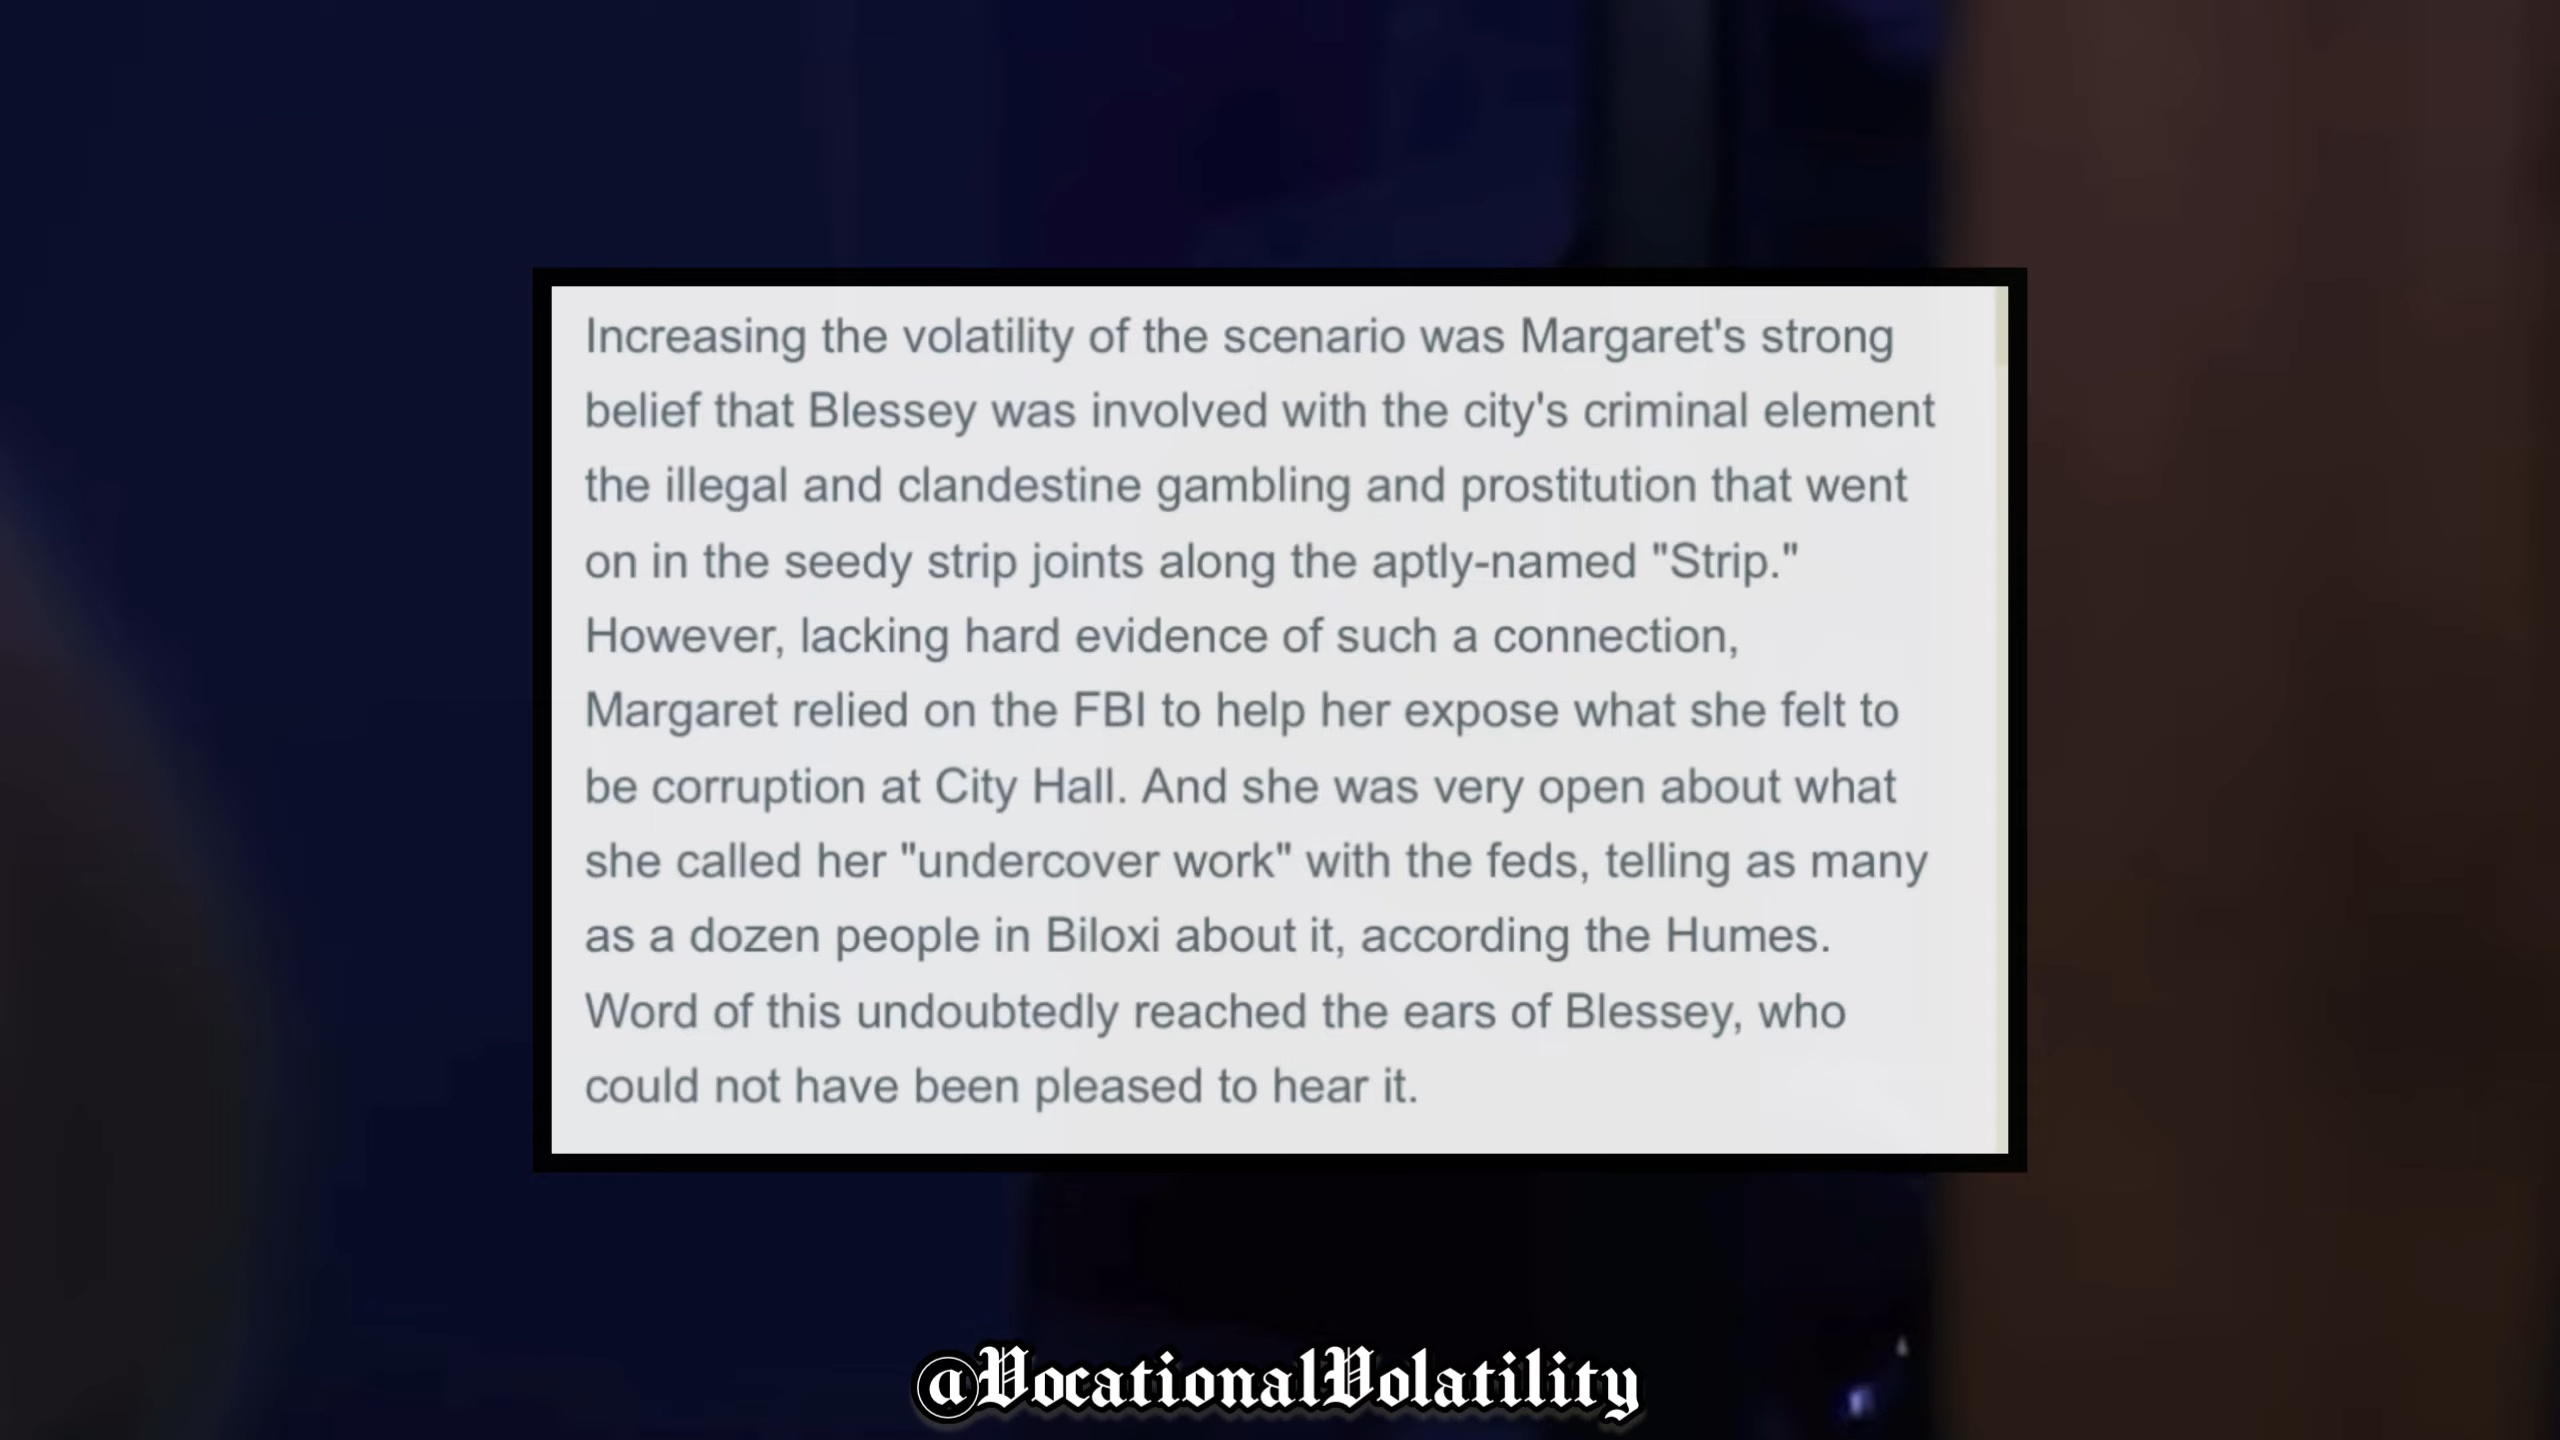 Increasing the volatility of the scenario was Margaret's strong
belief that Blessey was involved with the city's criminal element
the illegal and clandestine gambling and prostitution that went
on in the seedy strip joints along the aptly-named "Strip."
However, lacking hard evidence of such a connection,
Margaret relied on the FBI to help her expose what she felt to
be corruption at City Hall. And she was very open about what
she called her "undercover work" with the feds, telling as many
as a dozen people in Biloxi about it, according the Humes.
Word of this undoubtedly reached the ears of Blessey, who
could not have been pleased to hear it.
@VocationalVolatility